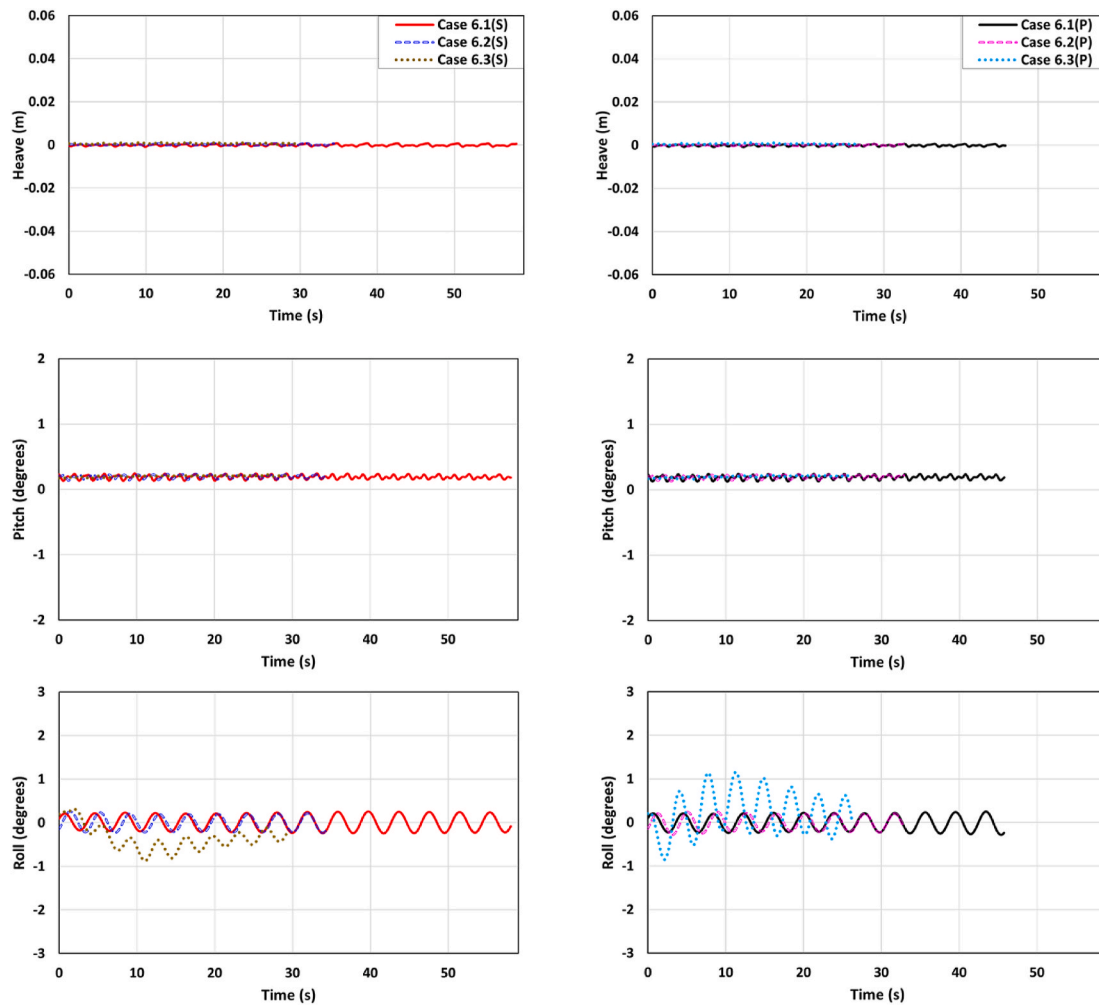 0.06
0.04
0.02
0
-0.02
-0.04
-0.06
Heave (m)
Case 6.1(S)
Case 6.2(S)
Case 6.3(S)
0 10 20 30 40 50
Time (s)
0.06
0.04
0.02
0
-0.02
-0.04
-0.06
Heave (m)
Case 6.1(P)
Case 6.2(P)
Case 6.3(P)
0 10 20 30 40 50
Time (s)
2
1
0
-1
-2
Pitch (degrees)
0 10 20 30 40 50
Time (s)
2
1
0
-1
-2
Pitch (degrees)
0 10 20 30 40 50
Time (s)
3
2
1
0
-1
-2
-3
Roll (degrees)
0 10 20 30 40 50
Time (s)
3
2
1
0
-1
-2
-3
Roll (degrees)
0 10 20 30 40 50
Time (s)